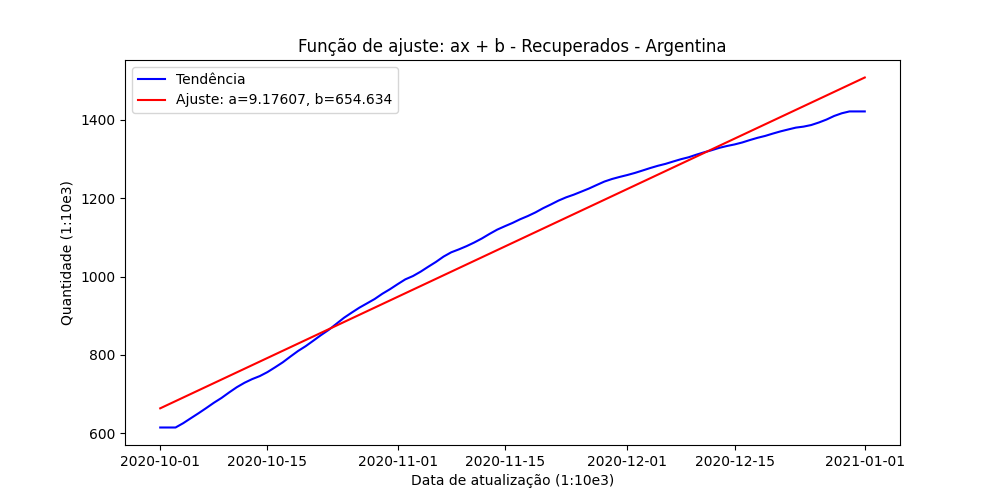 Função de ajuste: ax + b - Recuperados - Argentina
Tendência
Ajuste: a=9.17607, b=654.634
1400
1200
1000
800
600
Quantidade (1:10e3)
2020-10-01 2020-10-15 2020-11-01 2020-11-15 2020-12-01 2020-12-15 2021-01-01
Data de atualização (1:10e3)